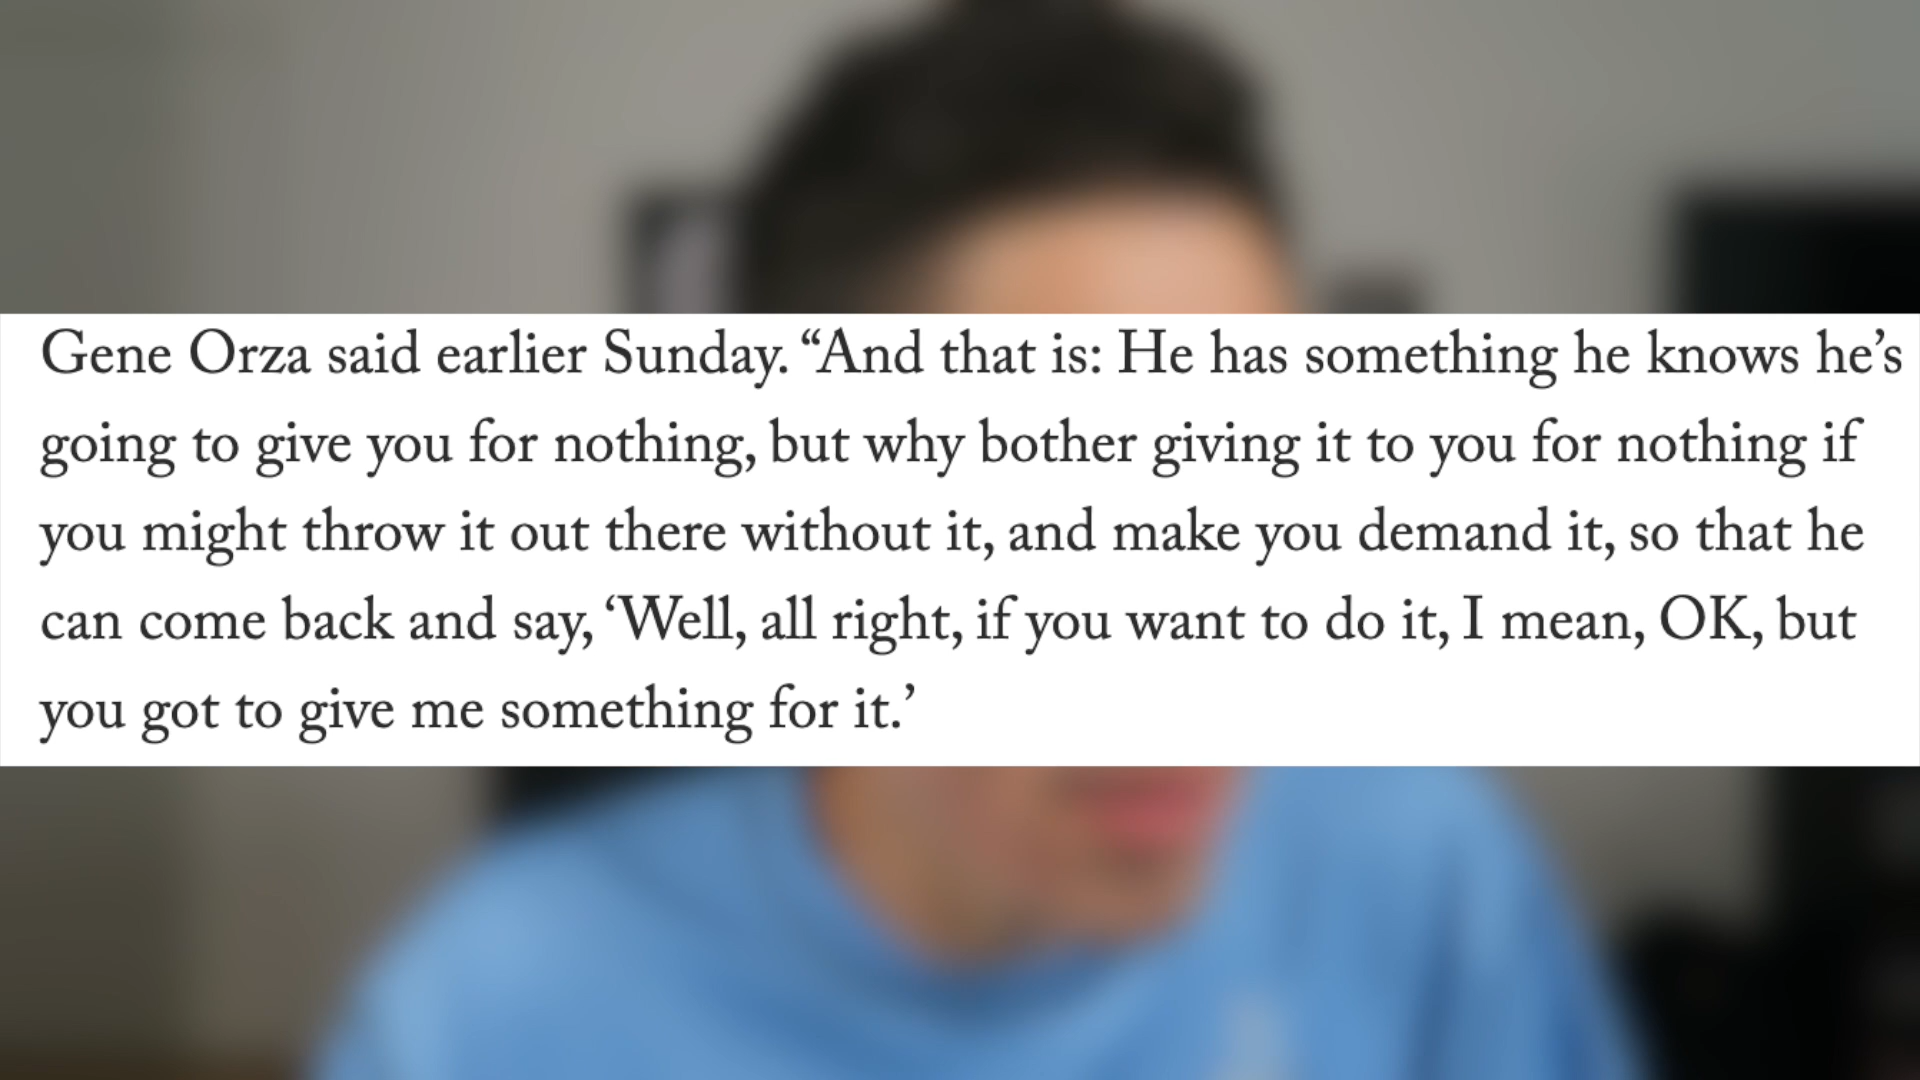 Gene Orza said earlier Sunday. “And that is: He has something he knows he’s
going to give you for nothing, but why bother giving it to you for nothing if
you might throw it out there without it, and make you demand it, so that he
can come back and say, ‘Well, all right, if you want to do it, I mean, OK, but
you got to give me something for it.’